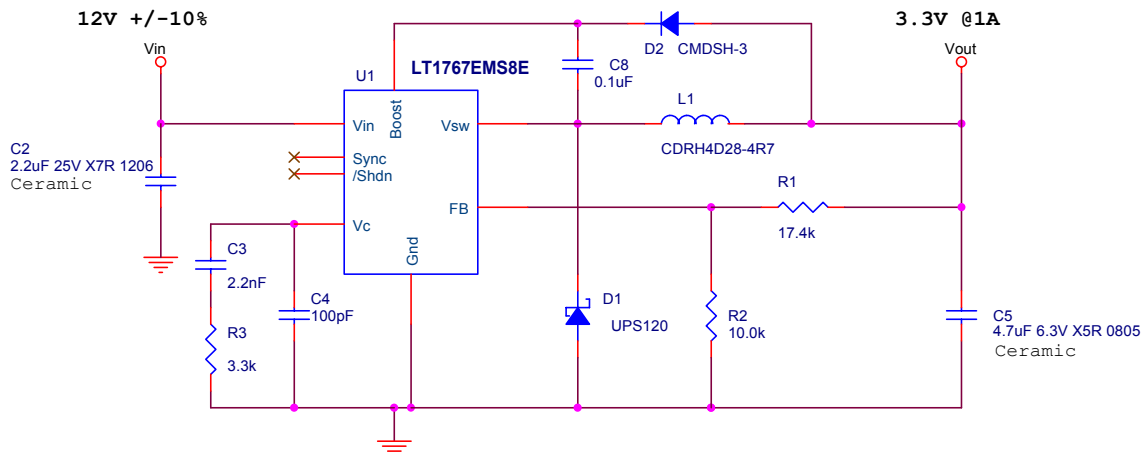 12V +/-10%
3.3V @1A
Vin
Vout
D2 CMDSH-3
C8
0.1uF
U1
LT1767EMS8E
L1
CDRH4D28-4R7
Vin
Boost
Vsw
Sync
/Shdn
FB
Vc
Gnd
C2
2.2uF 25V X7R 1206
Ceramic
R1
17.4k
C3
2.2nF
C4
100pF
R3
3.3k
D1
UPS120
R2
10.0k
C5
4.7uF 6.3V X5R 0805
Ceramic